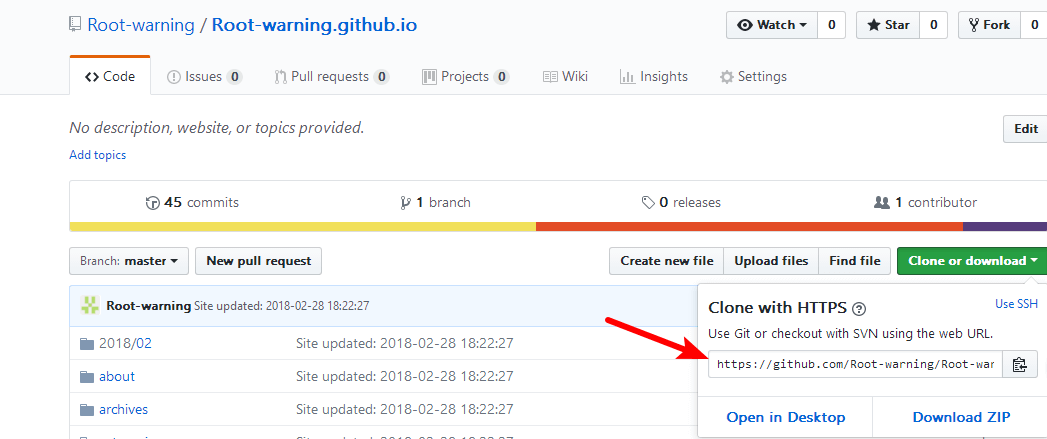 Root-warning / Root-warning.github.io Watch 0 Star 0 Fork 0
Code Issues 0 Pull requests 0 Projects 0 Wiki Insights Settings
No description, website, or topics provided. Edit
Add topics
45 commits 1 branch 0 releases 1 contributor
Branch: master New pull request Create new file Upload files Find file Clone or download
Root-warning Site updated: 2018-02-28 18:22:27
Clone with HTTPS ? Use SSH
Use Git or checkout with SVN using the web URL.
2018/02 Site updated: 2018-02-28 18:22:27
https://github.com/Root-warning/Root-war
about Site updated: 2018-02-28 18:22:27
archives Site updated: 2018-02-28 18:22:27
Open in Desktop Download ZIP